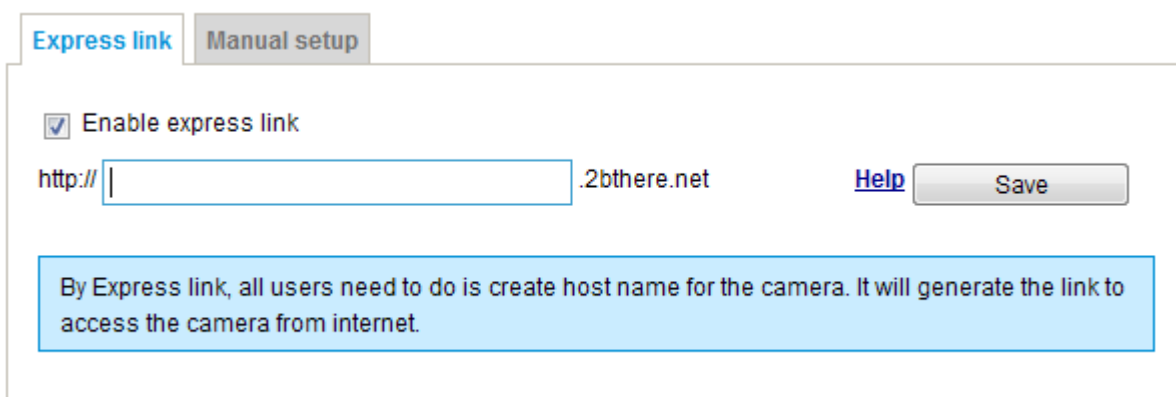 Express link Manual setup
Enable express link
http:// .2bthere.net Help Save
By Express link, all users need to do is create host name for the camera. It will generate the link to
access the camera from internet.